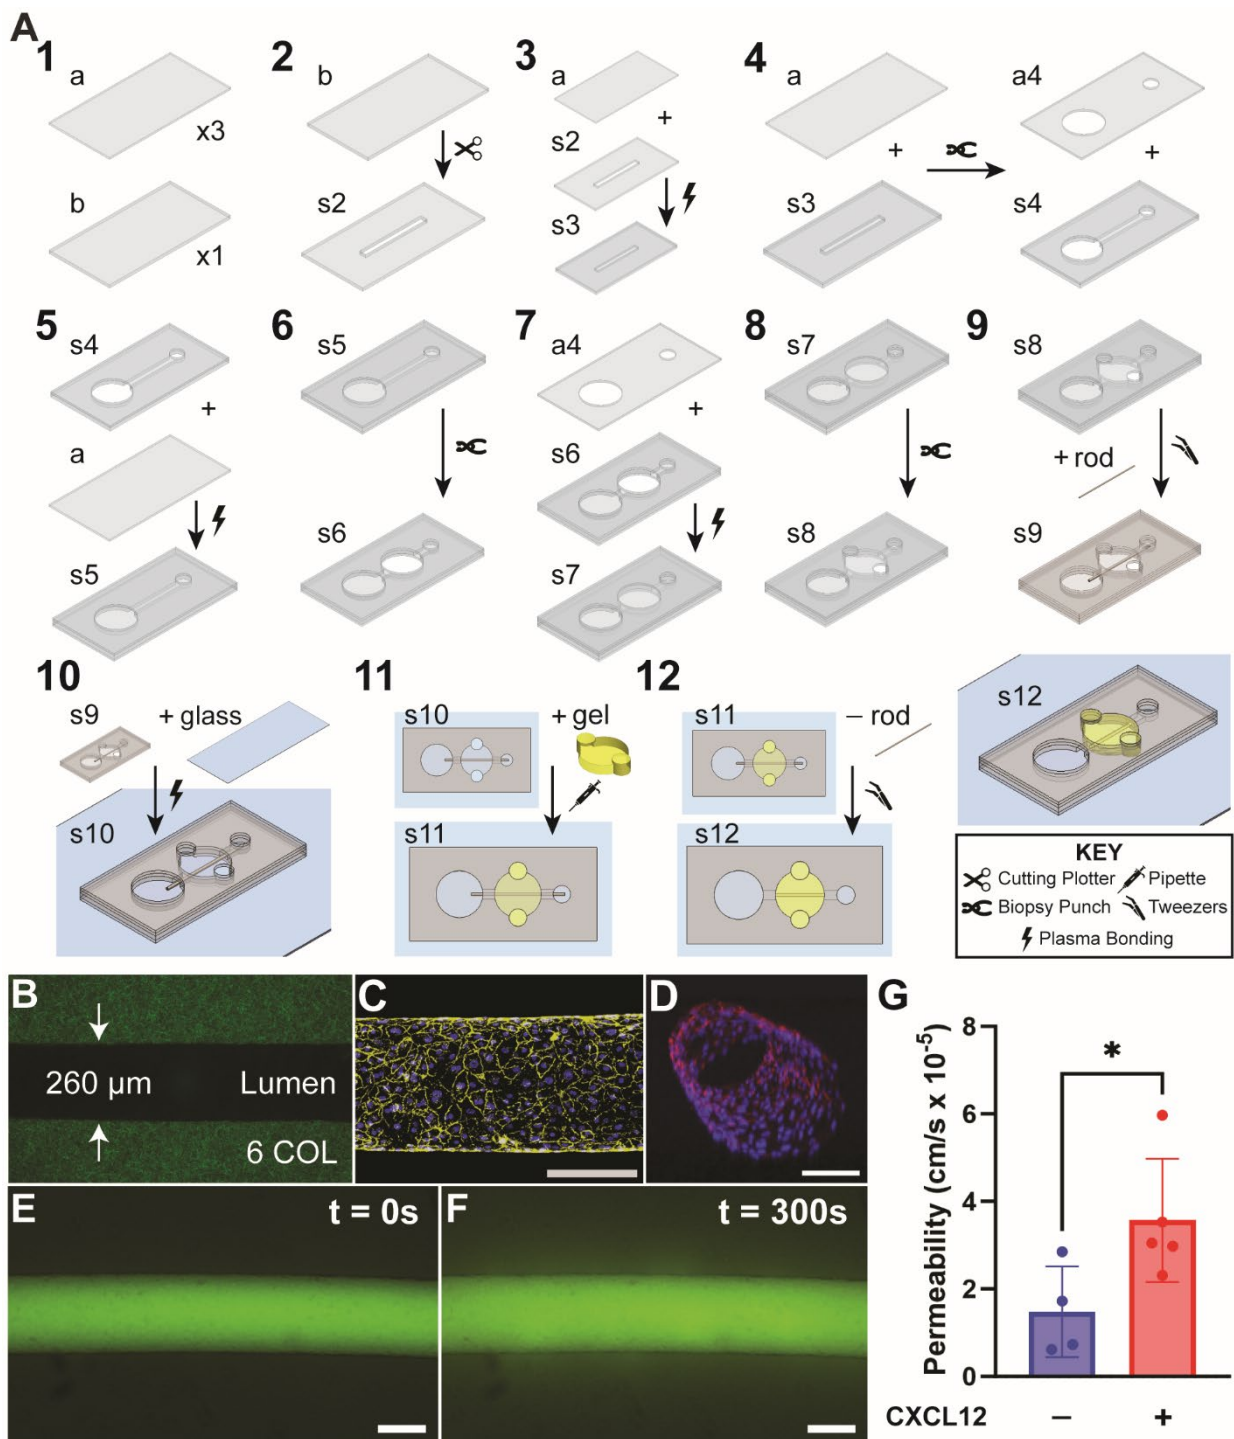 A
1
a
x3
b
x1
2
b
s2
3
a
+
s2
s3
4
a
+
s3
a4
+
s4
5
s4
+
a
s5
6
s5
s6
7
a4
+
s6
s7
8
s7
s8
9
s8
+ rod
s9
10
s9
+ glass
s10
11
s10
+ gel
s11
12
s11
− rod
s12
s12
KEY
Cutting Plotter
Pipette
Biopsy Punch
Tweezers
Plasma Bonding
B
260 µm
Lumen
6 COL
C
D
E
t = 0s
F
t = 300s
G
Permeability (cm/s x 10⁻⁵)
8
6
4
2
0
*
CXCL12
−
+